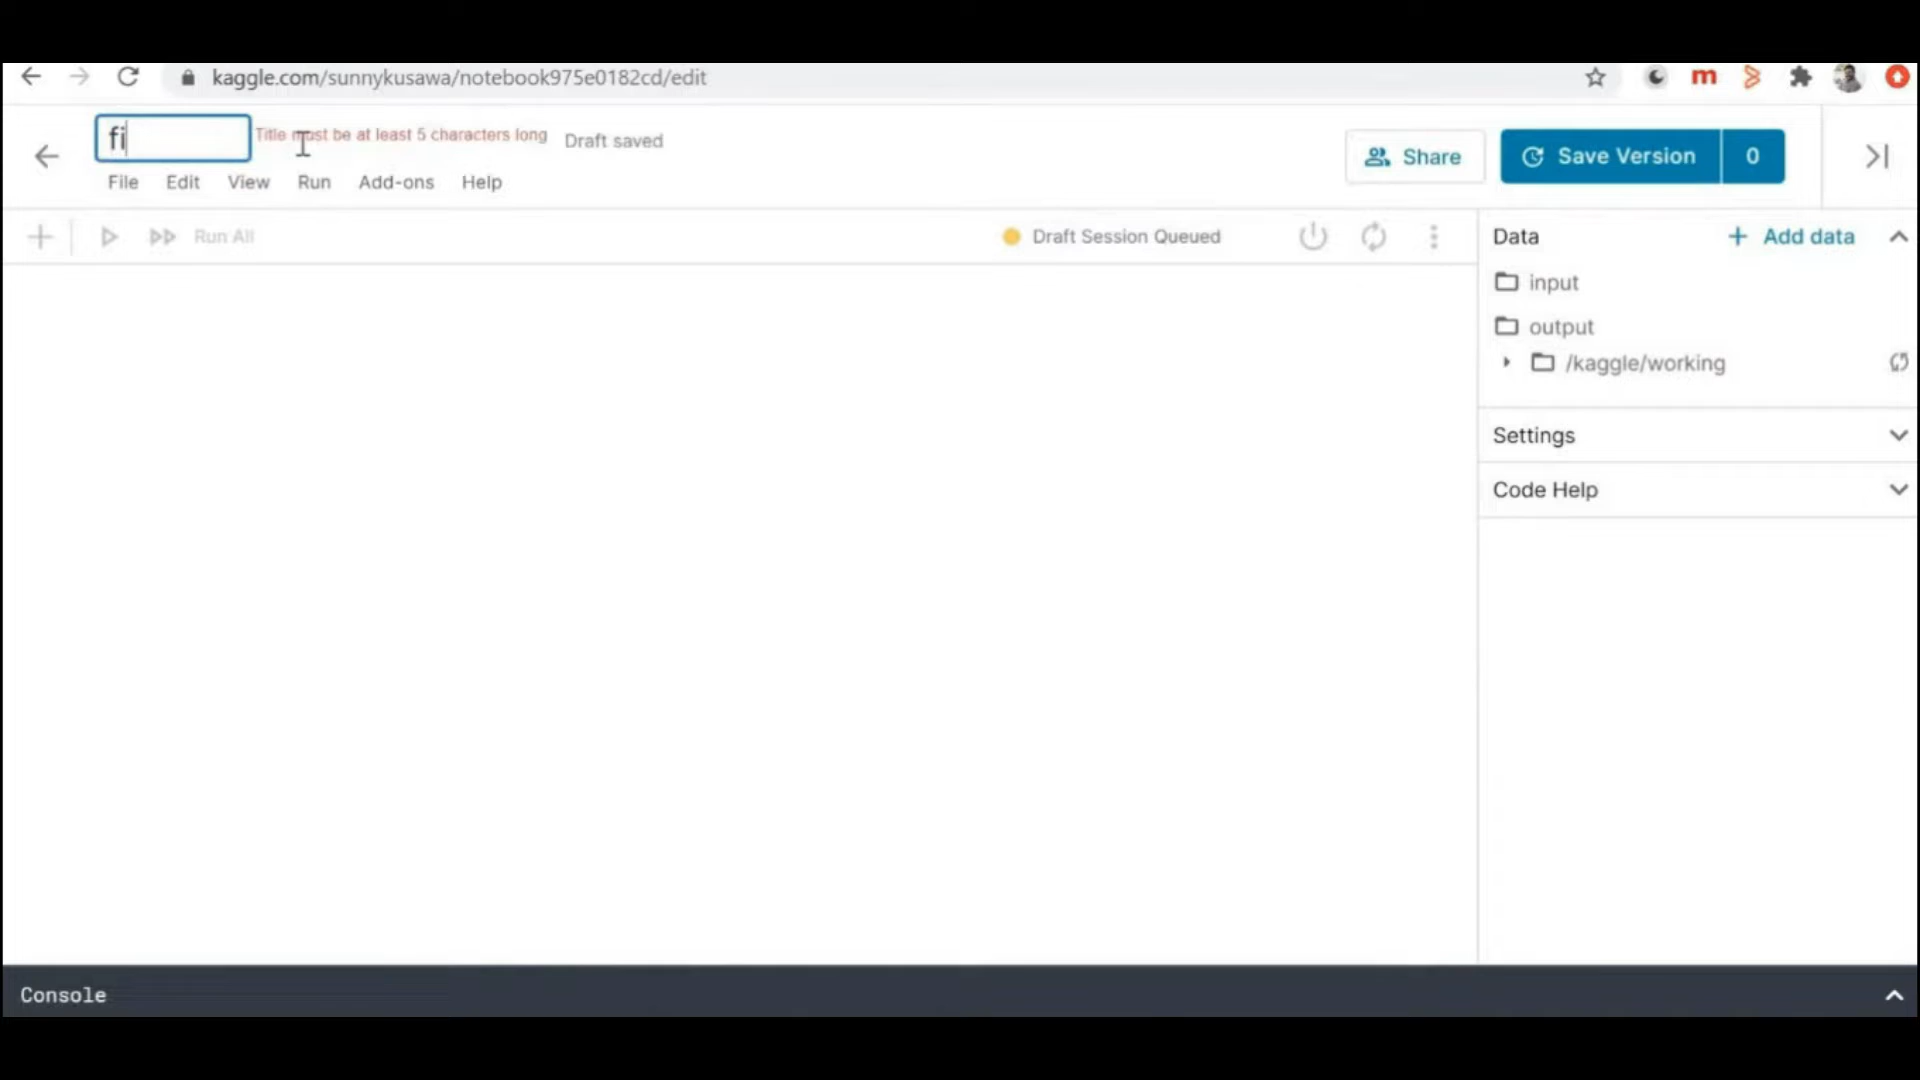 kaggle.com/sunnykusawa/notebook975e0182cd/edit
m
fi
Title must be at least 5 characters long
Draft saved
File Edit View Run Add-ons Help
Share
Save Version 0
Run All
Draft Session Queued
Data
+ Add data
input
output
/kaggle/working
Settings
Code Help
Console